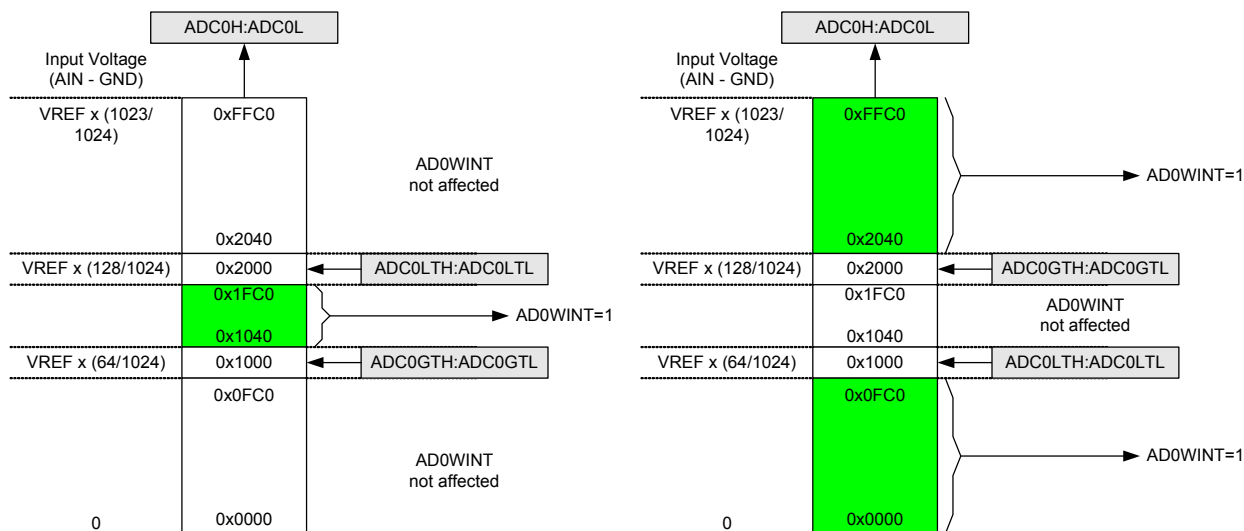 ADC0H:ADC0L
Input Voltage
(AIN - GND)
VREF x (1023/
1024)
0xFFC0
AD0WINT
not affected
0x2040
VREF x (128/1024)
0x2000
ADC0LTH:ADC0LTL
0x1FC0
AD0WINT=1
0x1040
VREF x (64/1024)
0x1000
ADC0GTH:ADC0GTL
0x0FC0
AD0WINT
not affected
0
0x0000
ADC0H:ADC0L
Input Voltage
(AIN - GND)
VREF x (1023/
1024)
0xFFC0
AD0WINT=1
0x2040
VREF x (128/1024)
0x2000
ADC0GTH:ADC0GTL
0x1FC0
AD0WINT
not affected
0x1040
VREF x (64/1024)
0x1000
ADC0LTH:ADC0LTL
0x0FC0
AD0WINT=1
0
0x0000